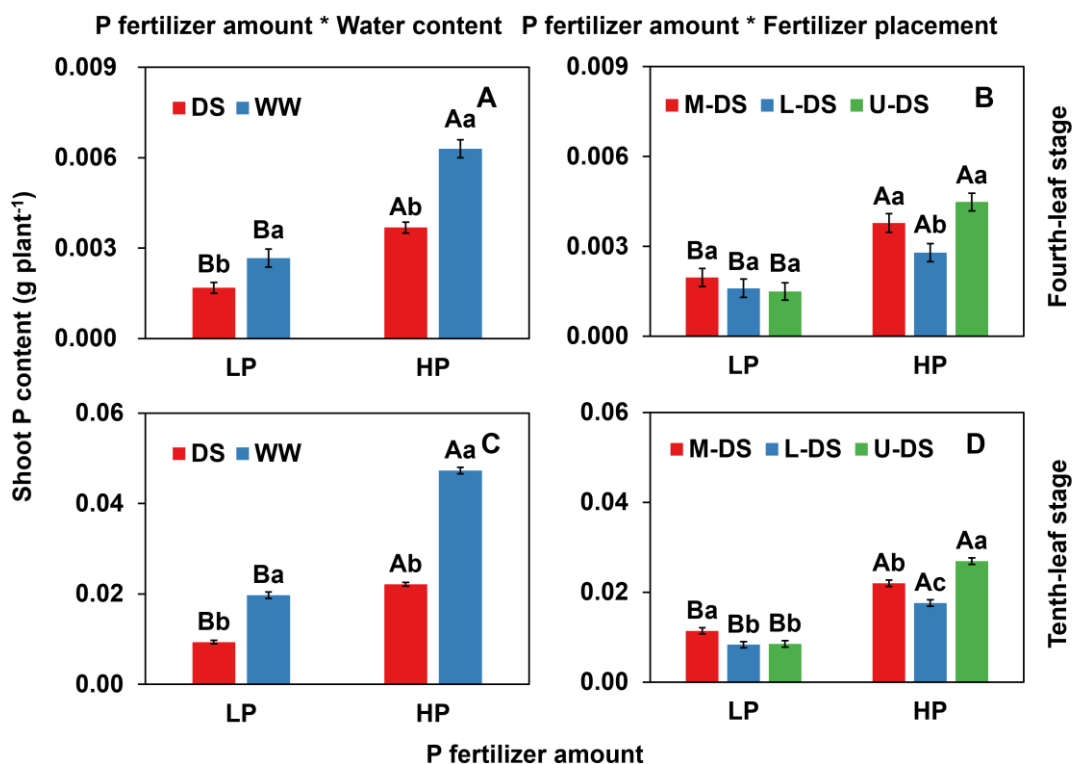 P fertilizer amount * Water content P fertilizer amount * Fertilizer placement
Shoot P content (g plant⁻¹)
0.009
0.006
0.003
0.000
DS WW
A
Bb
Ba
Ab
Aa
LP HP
0.009
0.006
0.003
0.000
M-DS L-DS U-DS
B
Ba
Ba
Ba
Aa
Ab
Aa
LP HP
Fourth-leaf stage
0.06
0.04
0.02
0.00
DS WW
C
Bb
Ba
Ab
Aa
LP HP
0.06
0.04
0.02
0.00
M-DS L-DS U-DS
D
Ba
Bb
Bb
Ab
Ac
Aa
LP HP
Tenth-leaf stage
P fertilizer amount